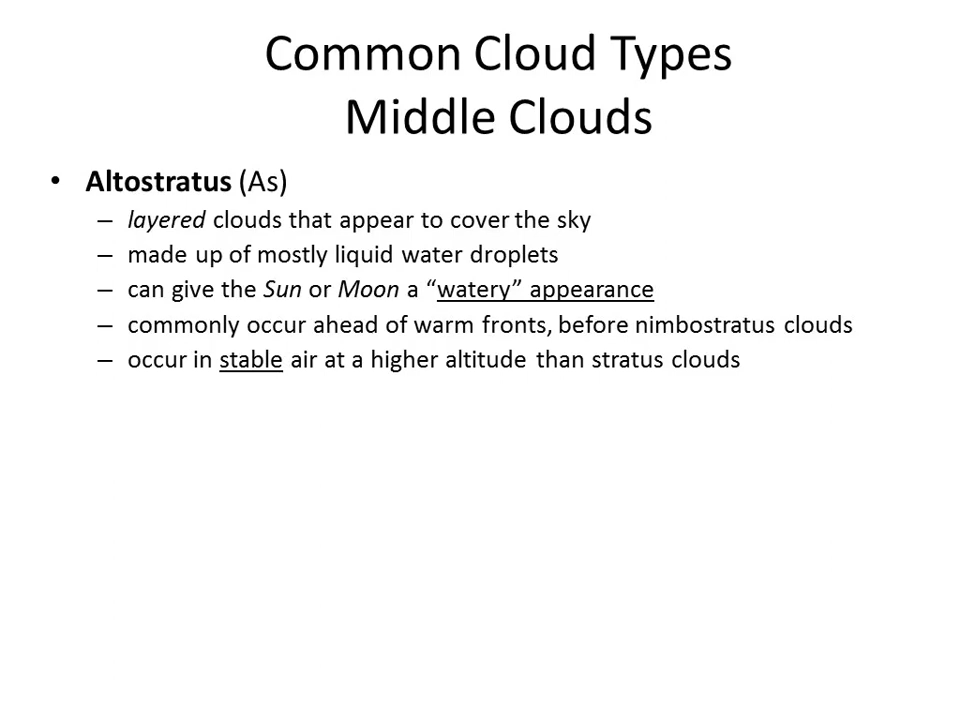 Common Cloud Types
Middle Clouds
• Altostratus (As)
– layered clouds that appear to cover the sky
– made up of mostly liquid water droplets
– can give the Sun or Moon a “watery” appearance
– commonly occur ahead of warm fronts, before nimbostratus clouds
– occur in stable air at a higher altitude than stratus clouds